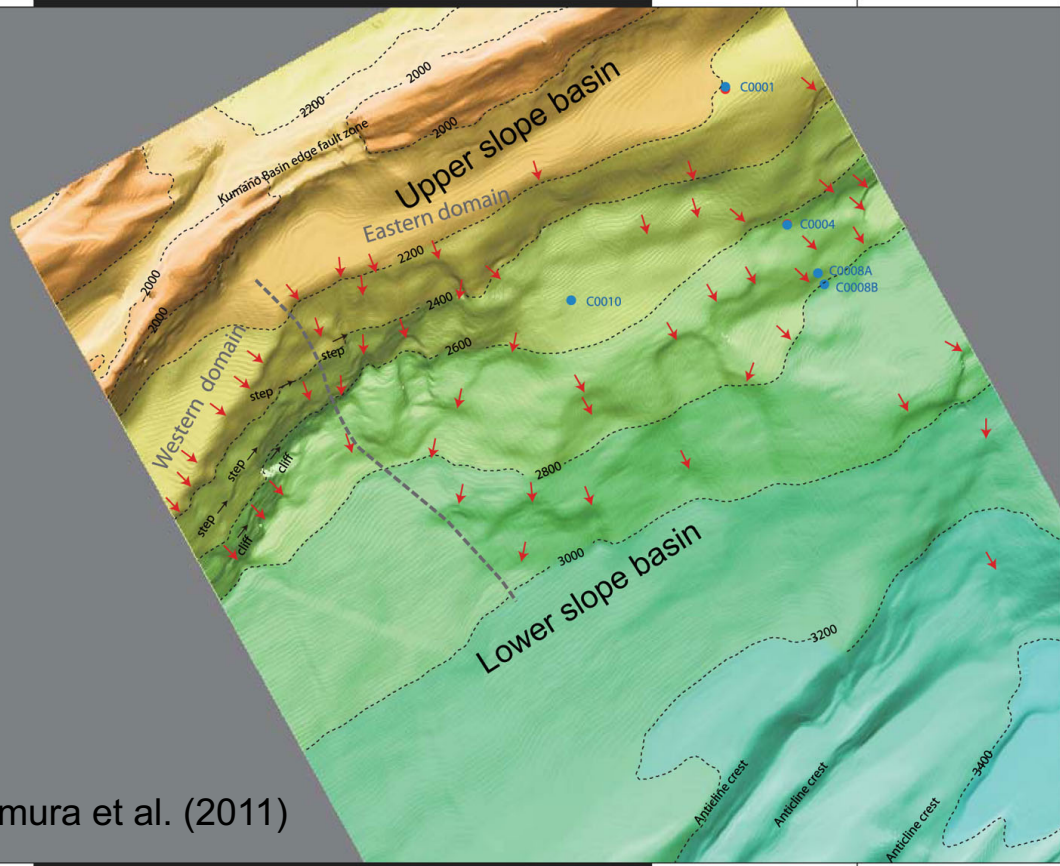 2000
2200
2000
Kumano Basin edge fault zone
Upper slope basin
C0001
Eastern domain
2000
2000
2200
2400
2600
C0004
C0008A
C0008B
C0010
Western domain
step
step
step
step
cliff
cliff
2800
3000
Lower slope basin
3200
3400
Anticline crest
Anticline crest
Anticline crest
mura et al. (2011)